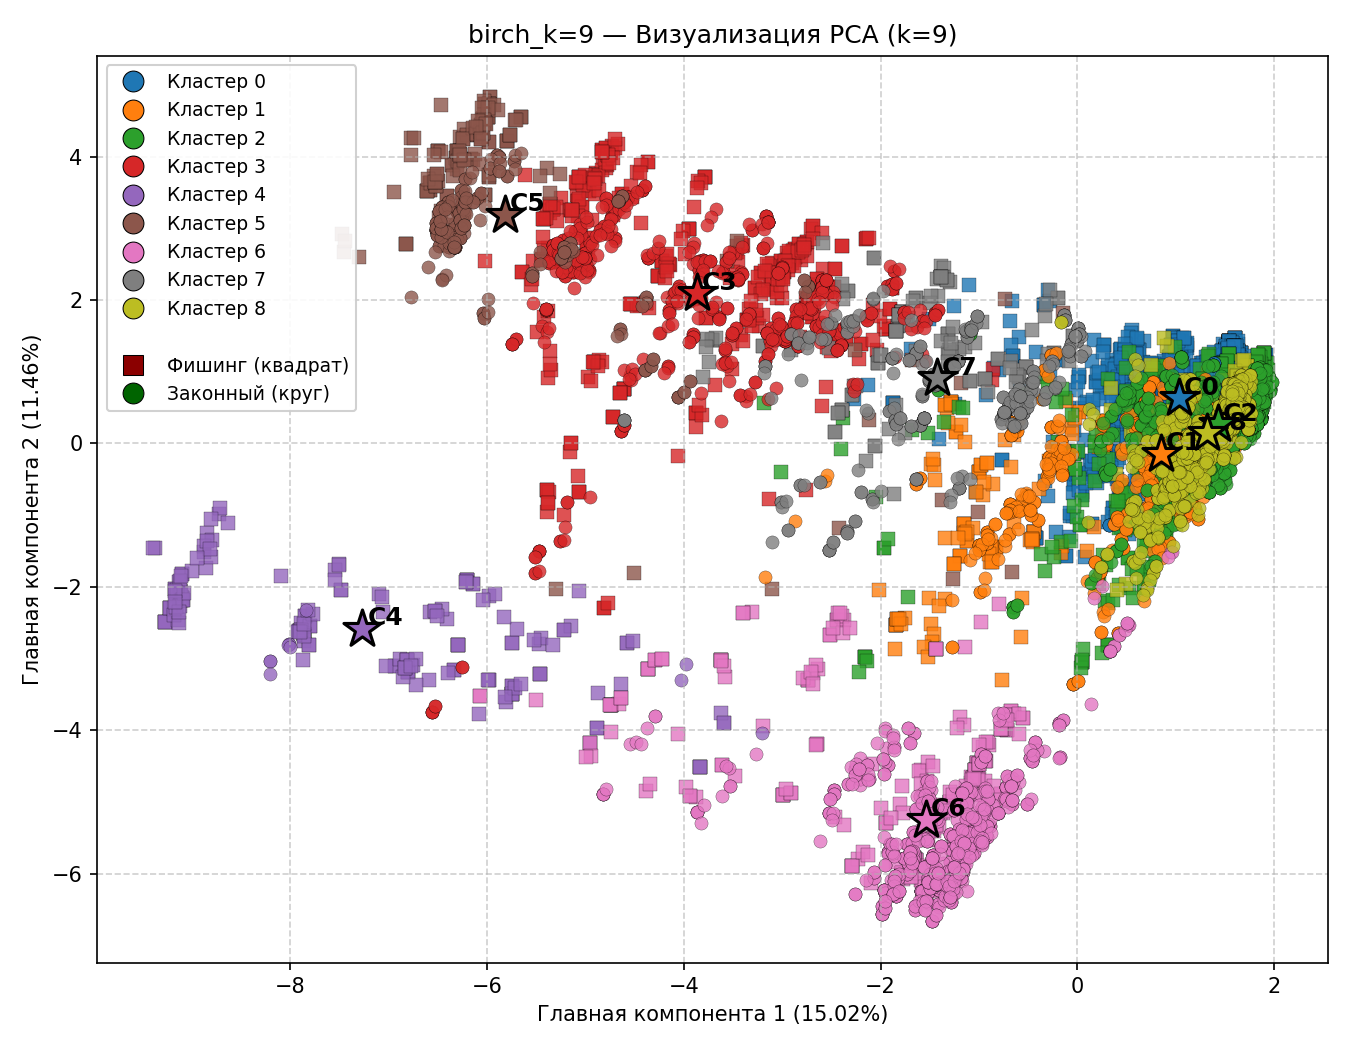 birch_k=9 — Визуализация PCA (k=9)
Кластер 0
Кластер 1
Кластер 2
Кластер 3
Кластер 4
Кластер 5
Кластер 6
Кластер 7
Кластер 8
Фишинг (квадрат)
Законный (круг)
C5
C3
C7
C0
C2
8
C1
C4
C6
4
2
0
−2
−4
−6
Главная компонента 2 (11.46%)
−8
−6
−4
−2
0
2
Главная компонента 1 (15.02%)